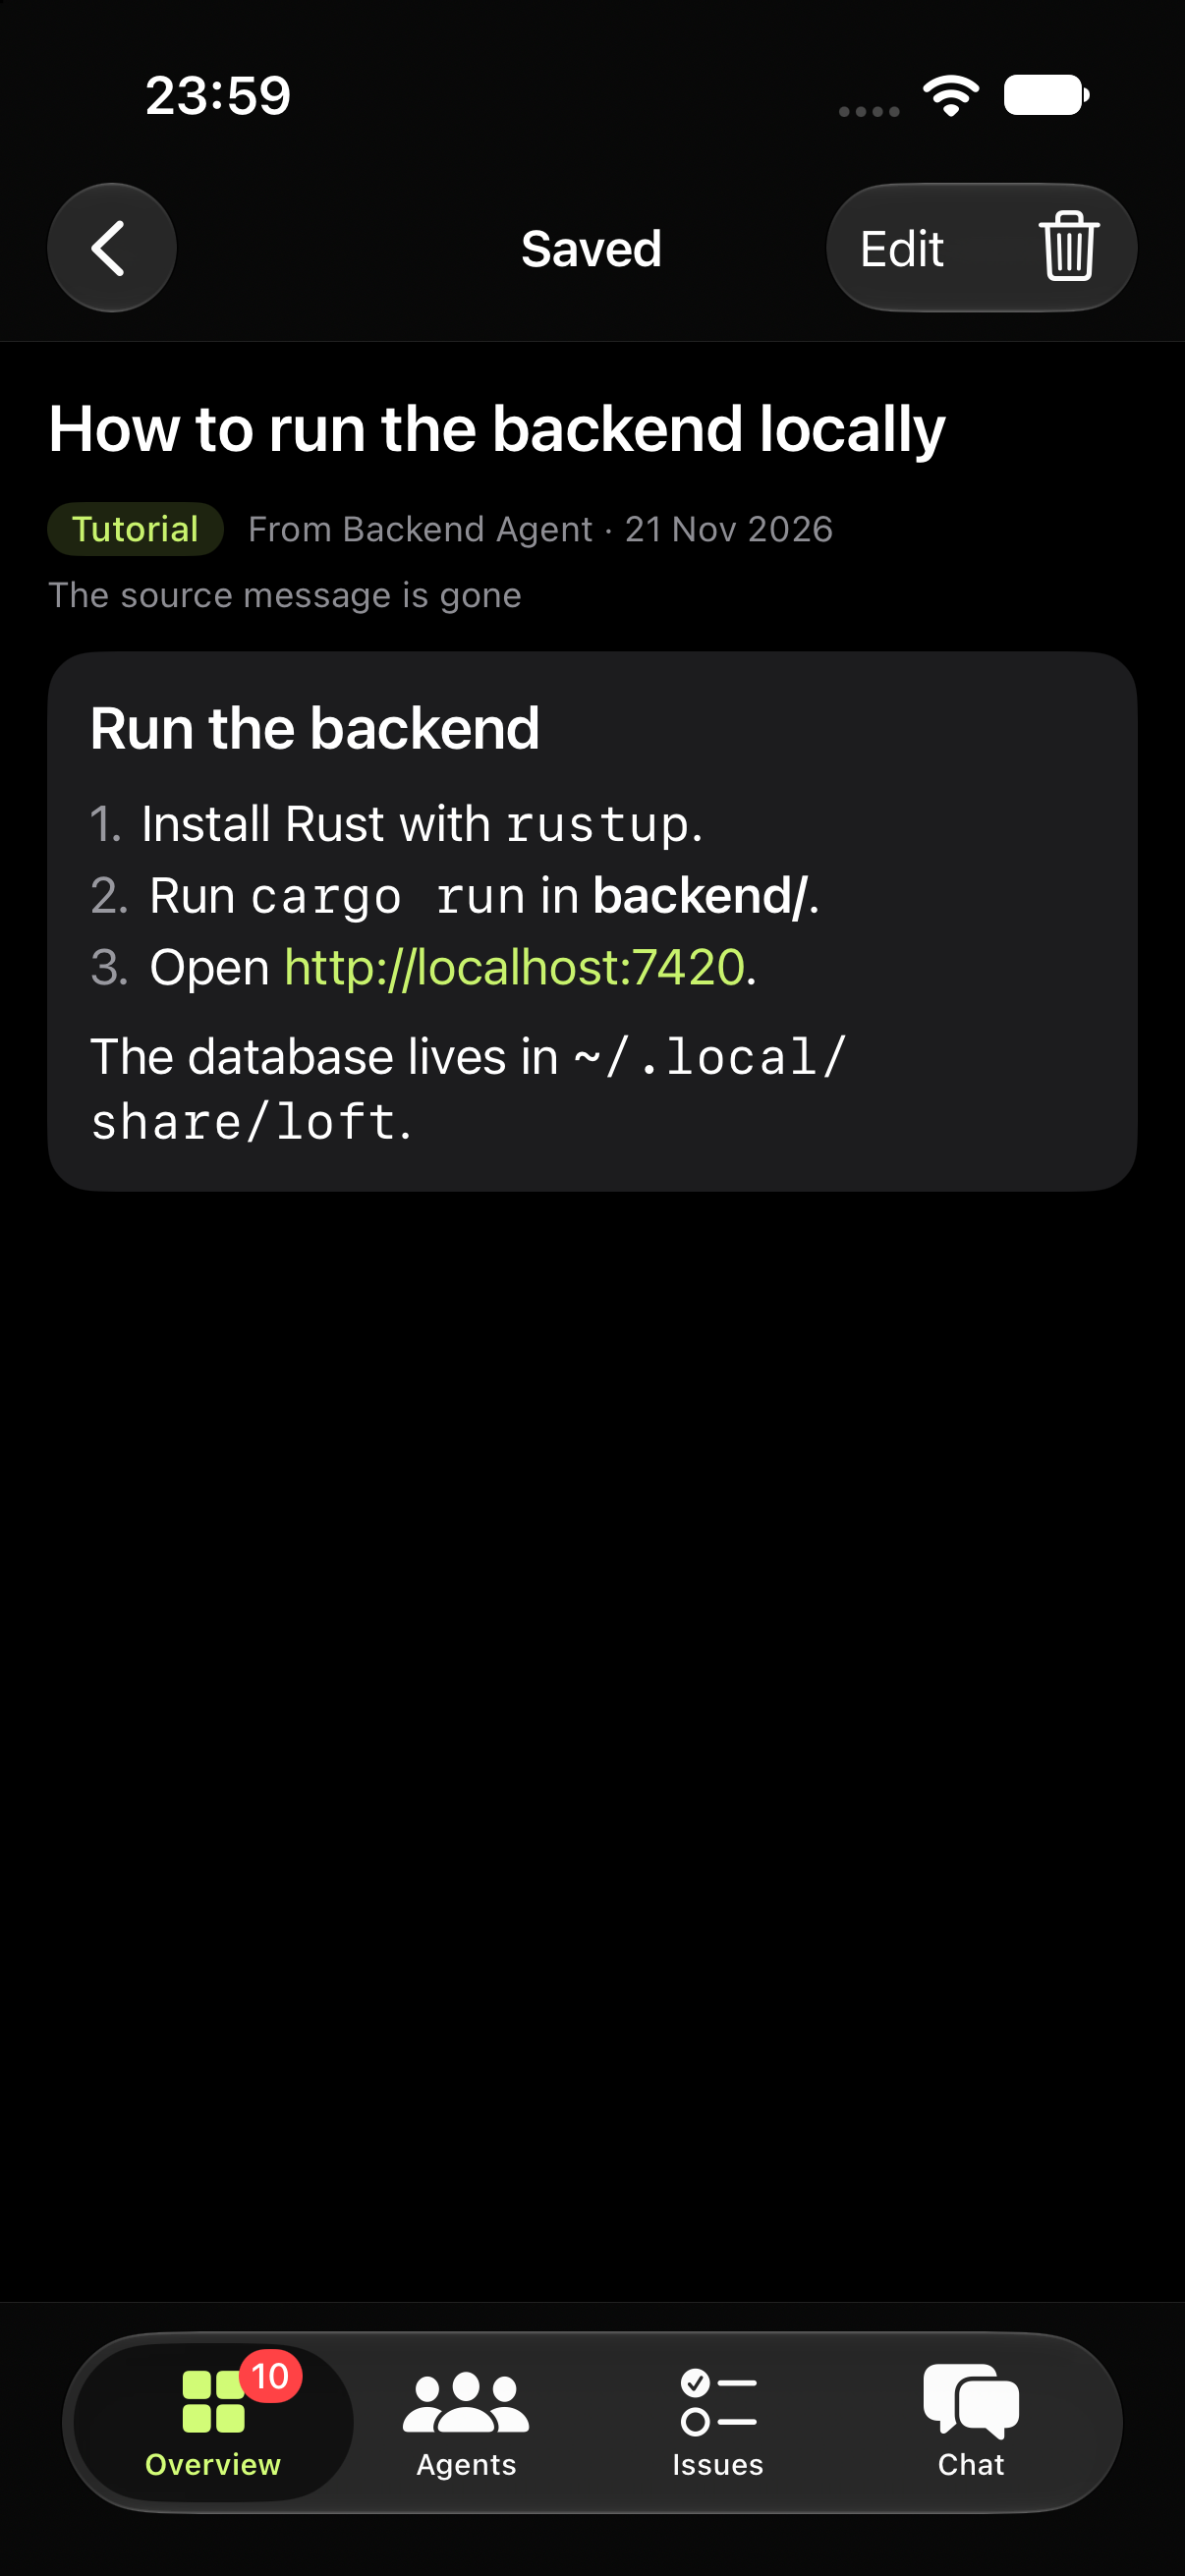 23:59
Saved
Edit
How to run the backend locally
Tutorial
From Backend Agent · 21 Nov 2026
The source message is gone
Run the backend
1. Install Rust with rustup.
2. Run cargo run in backend/.
3. Open http://localhost:7420.
The database lives in ~/.local/
share/loft.
10
Overview
Agents
Issues
Chat